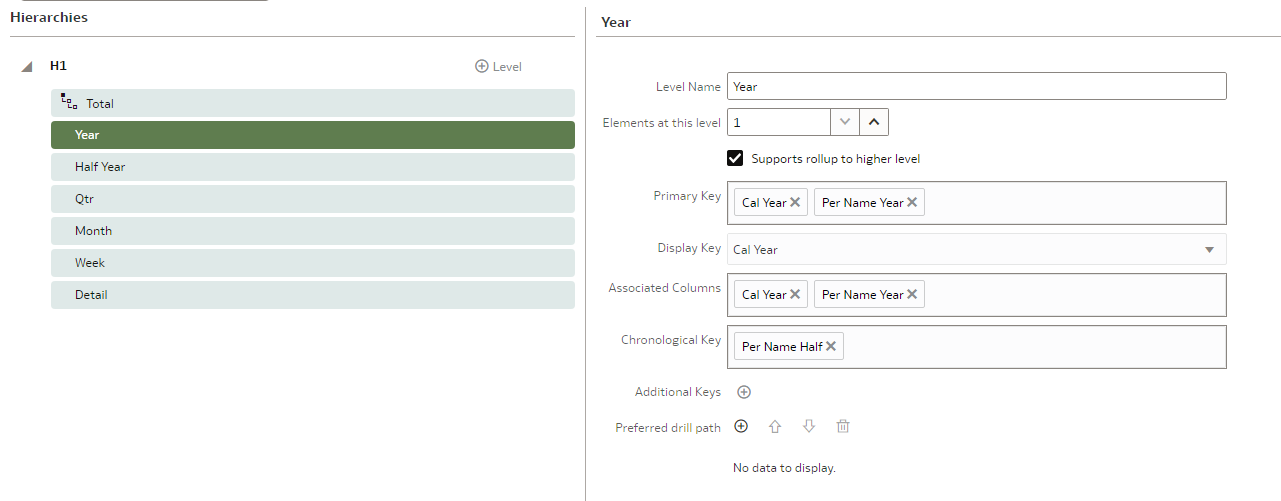 Hierarchies
H1
Level
Total
Year
Half Year
Qtr
Month
Week
Detail
Year
Level Name Year
Elements at this level 1
Supports rollup to higher level
Primary Key Cal Year Per Name Year
Display Key Cal Year
Associated Columns Cal Year Per Name Year
Chronological Key Per Name Half
Additional Keys
Preferred drill path
No data to display.